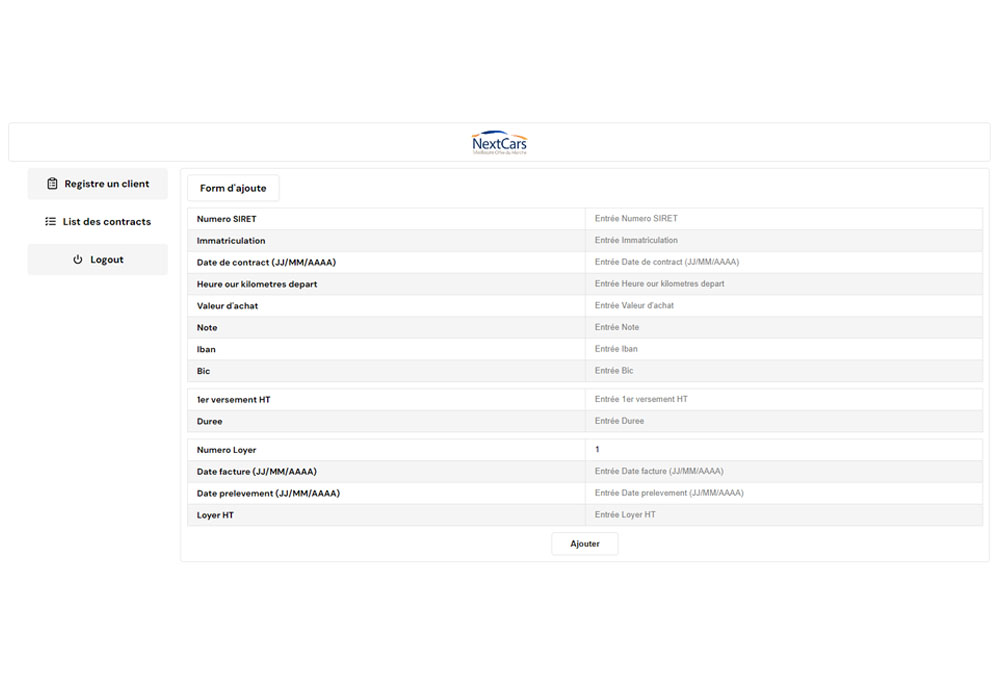 NextCars
Registre un client
List des contracts
Logout
Form d'ajoute
Numero SIRET Entrée Numero SIRET
Immatriculation Entrée Immatriculation
Date de contract (JJ/MM/AAAA) Entrée Date de contract (JJ/MM/AAAA)
Heure our kilometres depart Entrée Heure our kilometres depart
Valeur d'achat Entrée Valeur d'achat
Note Entrée Note
Iban Entrée Iban
Bic Entrée Bic
1er versement HT Entrée 1er versement HT
Duree Entrée Duree
Numero Loyer 1
Date facture (JJ/MM/AAAA) Entrée Date facture (JJ/MM/AAAA)
Date prelevement (JJ/MM/AAAA) Entrée Date prelevement (JJ/MM/AAAA)
Loyer HT Entrée Loyer HT
Ajouter